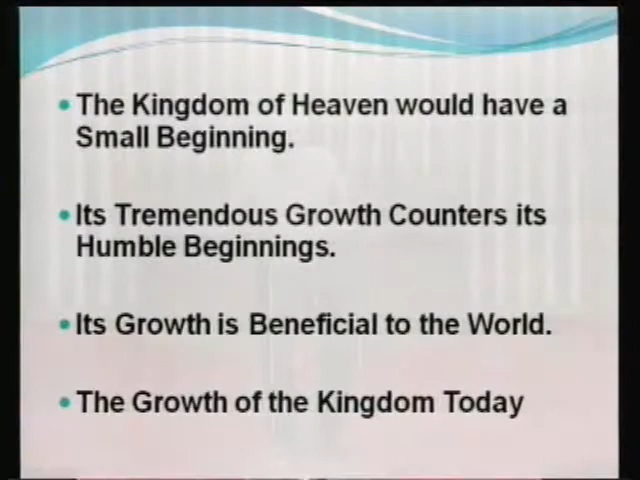 • The Kingdom of Heaven would have a
Small Beginning.
• Its Tremendous Growth Counters its
Humble Beginnings.
• Its Growth is Beneficial to the World.
• The Growth of the Kingdom Today